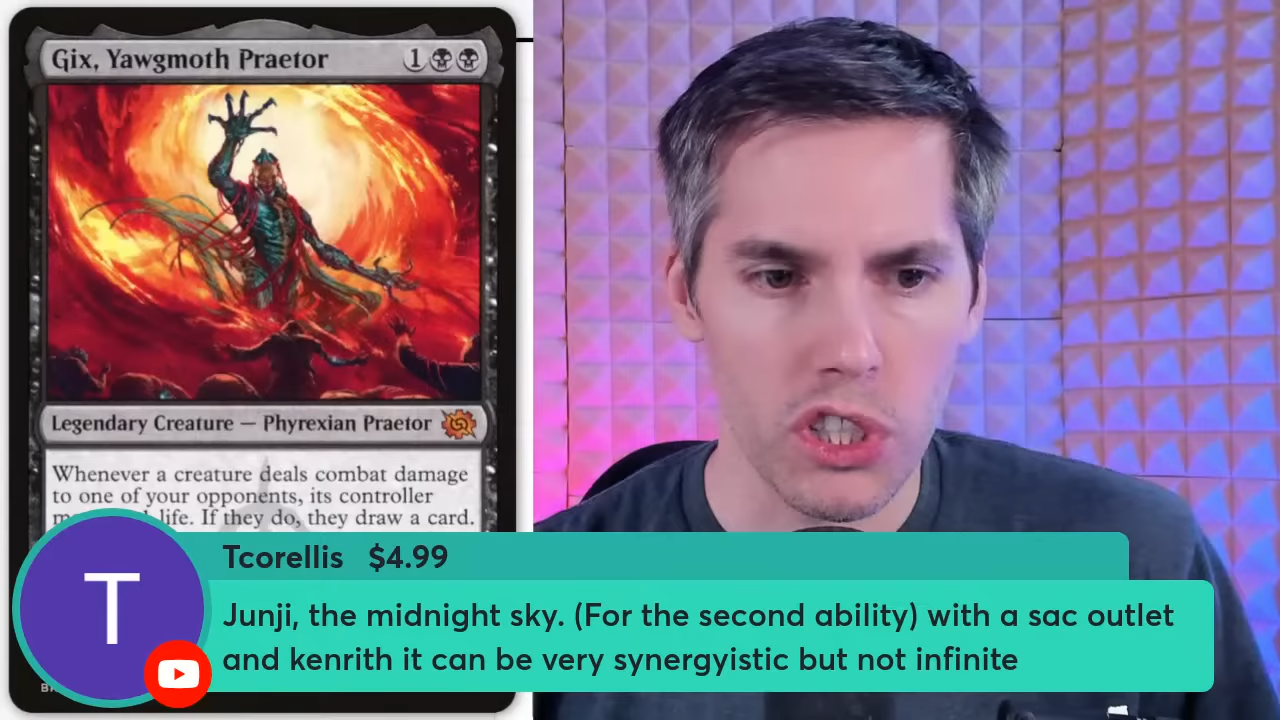 Gix, Yawgmoth Praetor
1
Legendary Creature — Phyrexian Praetor
Whenever a creature deals combat damage
to one of your opponents, its controller
life. If they do, they draw a card.
Tcorellis $4.99
T
Junji, the midnight sky. (For the second ability) with a sac outlet
and kenrith it can be very synergyistic but not infinite